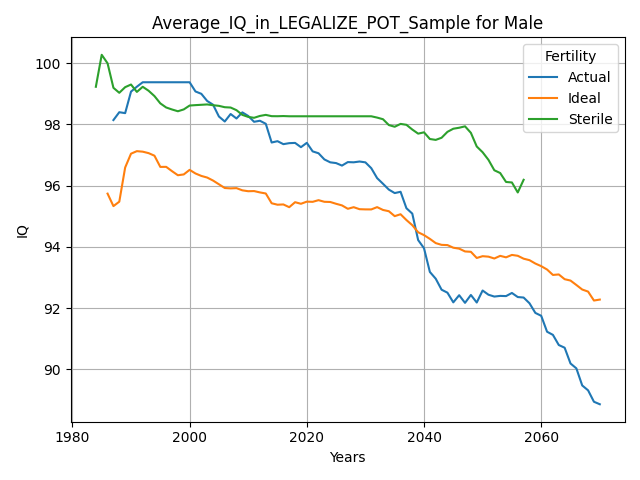 Average_IQ_in_LEGALIZE_POT_Sample for Male
Fertility
Actual
Ideal
Sterile
IQ
100
98
96
94
92
90
1980
2000
2020
2040
2060
Years